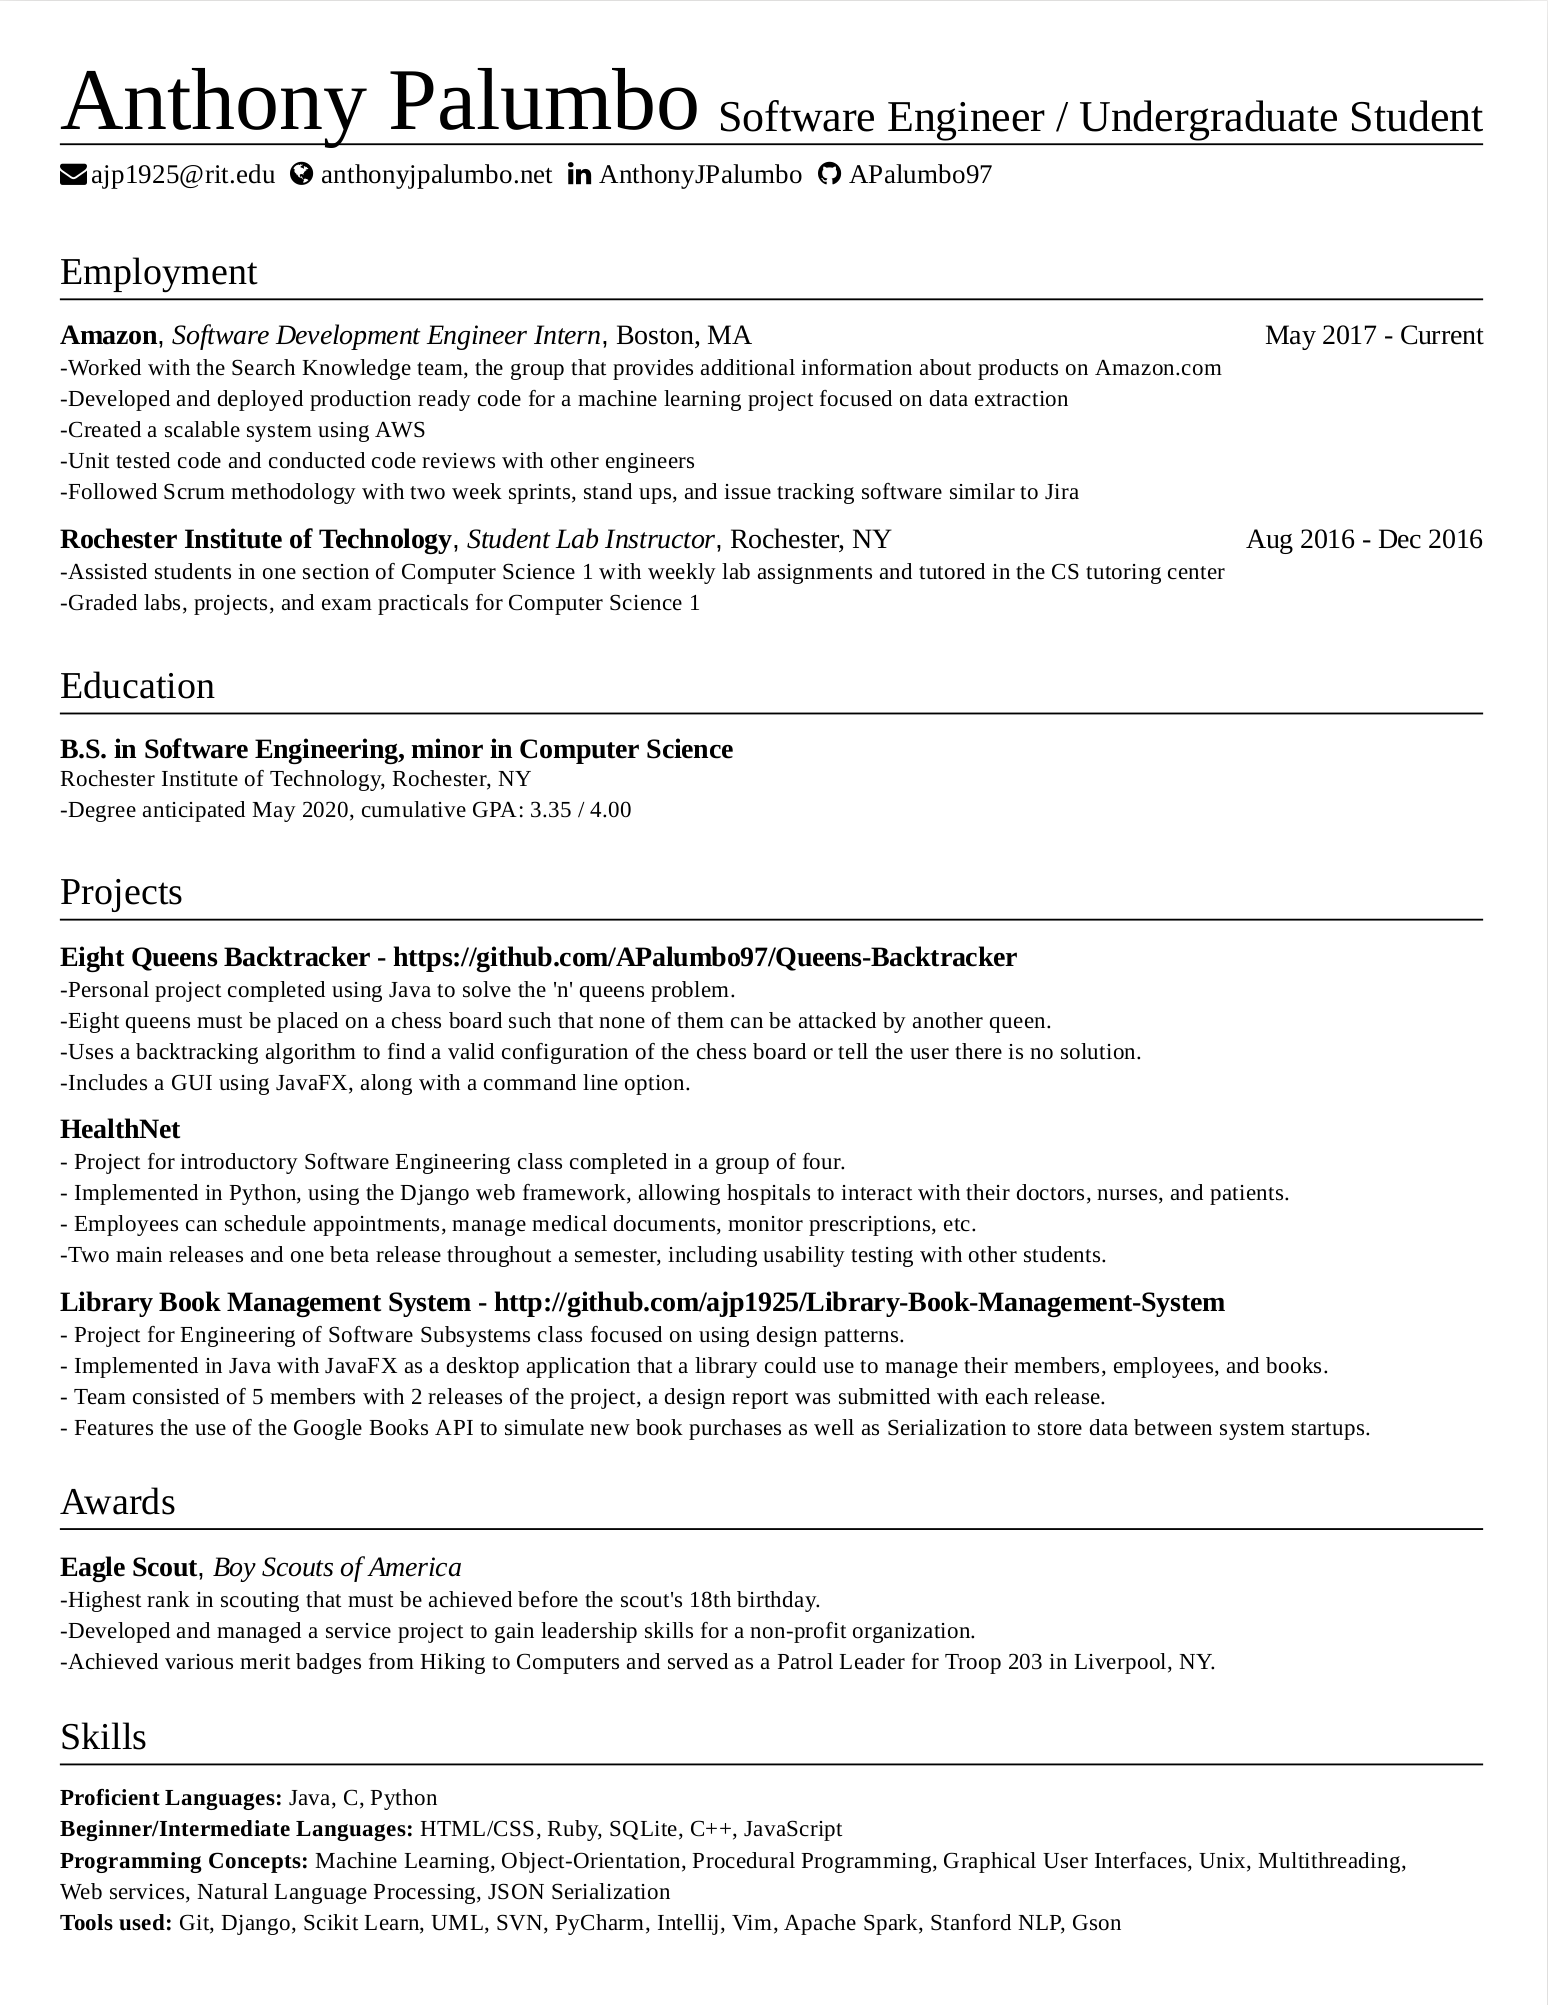 Anthony Palumbo Software Engineer / Undergraduate Student
ajp1925@rit.edu anthonyjpalumbo.net AnthonyJPalumbo APalumbo97
Employment
Amazon, Software Development Engineer Intern, Boston, MA May 2017 - Current
-Worked with the Search Knowledge team, the group that provides additional information about products on Amazon.com
-Developed and deployed production ready code for a machine learning project focused on data extraction
-Created a scalable system using AWS
-Unit tested code and conducted code reviews with other engineers
-Followed Scrum methodology with two week sprints, stand ups, and issue tracking software similar to Jira
Rochester Institute of Technology, Student Lab Instructor, Rochester, NY Aug 2016 - Dec 2016
-Assisted students in one section of Computer Science 1 with weekly lab assignments and tutored in the CS tutoring center
-Graded labs, projects, and exam practicals for Computer Science 1
Education
B.S. in Software Engineering, minor in Computer Science
Rochester Institute of Technology, Rochester, NY
-Degree anticipated May 2020, cumulative GPA: 3.35 / 4.00
Projects
Eight Queens Backtracker - https://github.com/APalumbo97/Queens-Backtracker
-Personal project completed using Java to solve the 'n' queens problem.
-Eight queens must be placed on a chess board such that none of them can be attacked by another queen.
-Uses a backtracking algorithm to find a valid configuration of the chess board or tell the user there is no solution.
-Includes a GUI using JavaFX, along with a command line option.
HealthNet
- Project for introductory Software Engineering class completed in a group of four.
- Implemented in Python, using the Django web framework, allowing hospitals to interact with their doctors, nurses, and patients.
- Employees can schedule appointments, manage medical documents, monitor prescriptions, etc.
-Two main releases and one beta release throughout a semester, including usability testing with other students.
Library Book Management System - http://github.com/ajp1925/Library-Book-Management-System
- Project for Engineering of Software Subsystems class focused on using design patterns.
- Implemented in Java with JavaFX as a desktop application that a library could use to manage their members, employees, and books.
- Team consisted of 5 members with 2 releases of the project, a design report was submitted with each release.
- Features the use of the Google Books API to simulate new book purchases as well as Serialization to store data between system startups.
Awards
Eagle Scout, Boy Scouts of America
-Highest rank in scouting that must be achieved before the scout's 18th birthday.
-Developed and managed a service project to gain leadership skills for a non-profit organization.
-Achieved various merit badges from Hiking to Computers and served as a Patrol Leader for Troop 203 in Liverpool, NY.
Skills
Proficient Languages: Java, C, Python
Beginner/Intermediate Languages: HTML/CSS, Ruby, SQLite, C++, JavaScript
Programming Concepts: Machine Learning, Object-Orientation, Procedural Programming, Graphical User Interfaces, Unix, Multithreading,
Web services, Natural Language Processing, JSON Serialization
Tools used: Git, Django, Scikit Learn, UML, SVN, PyCharm, Intellij, Vim, Apache Spark, Stanford NLP, Gson